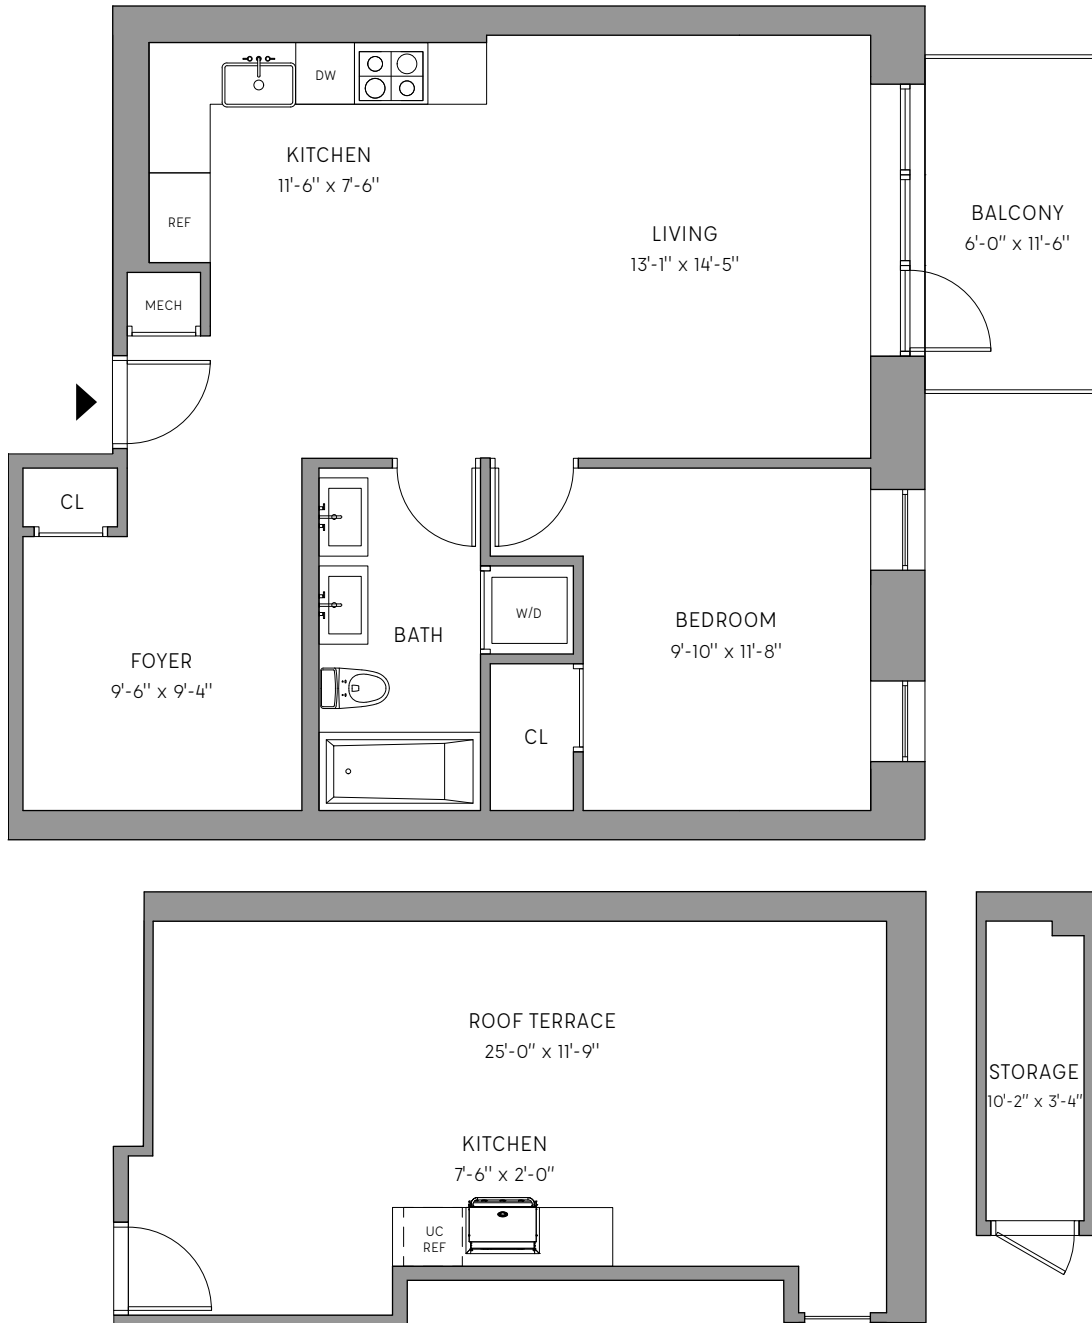 DW
KITCHEN
11'-6" x 7'-6"
REF
LIVING
13'-1" x 14'-5"
BALCONY
6'-0" x 11'-6"
MECH
CL
W/D
BATH
BEDROOM
9'-10" x 11'-8"
FOYER
9'-6" x 9'-4"
CL
ROOF TERRACE
25'-0" x 11'-9"
STORAGE
10'-2" x 3'-4"
KITCHEN
7'-6" x 2'-0"
UC
REF